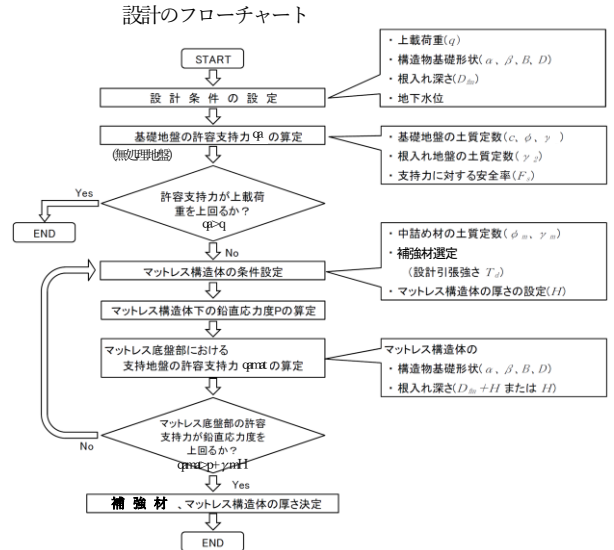 設計のフローチャート
START
設 計 条 件 の 設 定
・上載荷重(q)
・構造物基礎形状(α、β、B、D)
・根入れ深さ(Dfm)
・地下水位
基礎地盤の許容支持力 qa の算定
(無処理地盤)
・基礎地盤の土質定数(c、φ、γ )
・根入れ地盤の土質定数(γ2)
・支持力に対する安全率(Fs)
許容支持力が上載荷
重を上回るか?
qa>q
Yes
END
No
マットレス構造体の条件設定
・中詰め材の土質定数(φm、γm)
・補強材選定
(設計引張強さ Td)
・マットレス構造体の厚さの設定(H)
マットレス構造体下の鉛直応力度Pの算定
マットレス底盤部における
支持地盤の許容支持力 qamat の算定
マットレス構造体の
・構造物基礎形状(α、β、B、D)
・根入れ深さ(Dfm+H または H)
マットレス底盤部の許容
支持力が鉛直応力度を
上回るか?
qamat>p+γmH
No
Yes
補 強 材 、マットレス構造体の厚さ決定
END